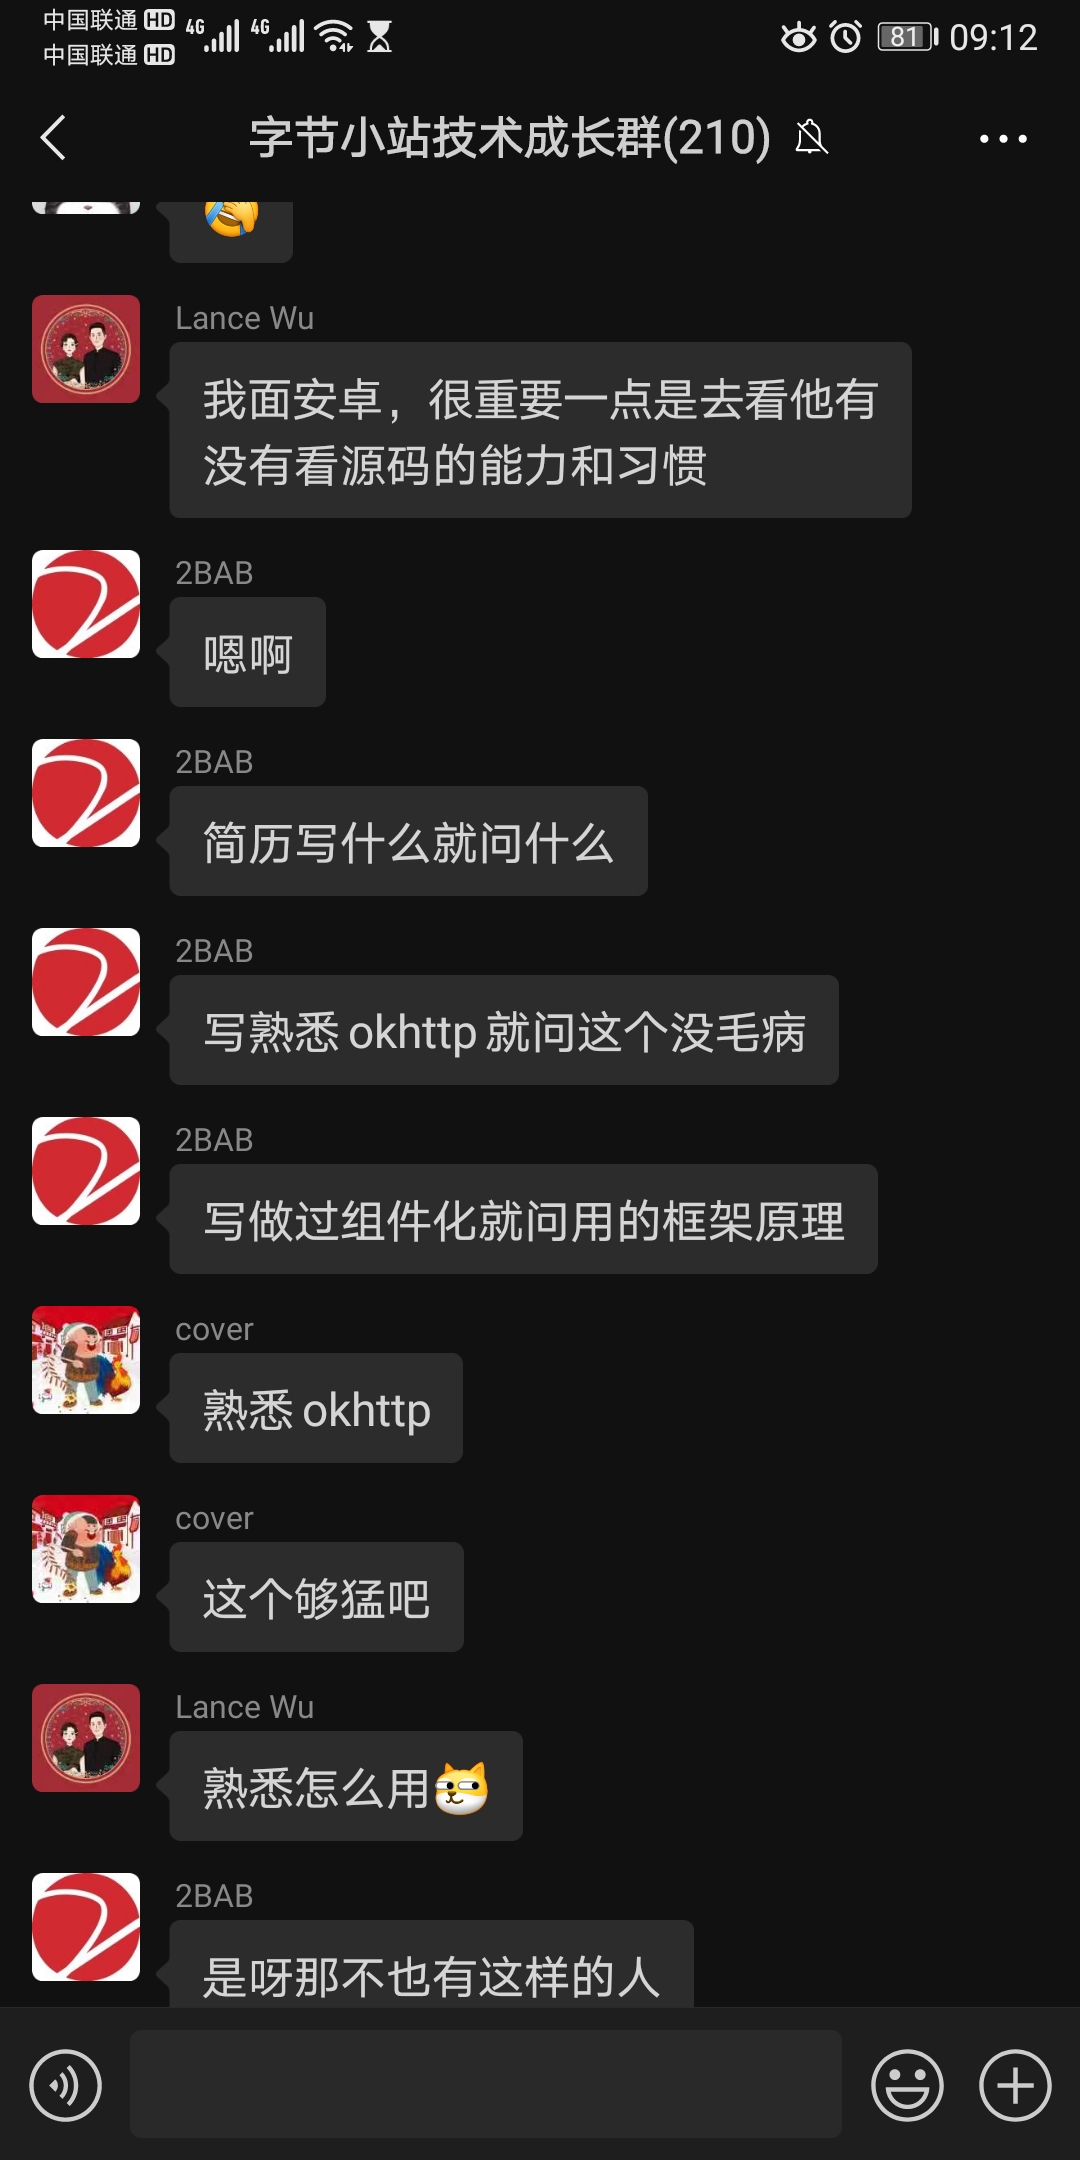 中国联通 HD 4G 4G 81 09:12
中国联通 HD
字节小站技术成长群(210)
Lance Wu
我面安卓，很重要一点是去看他有
没有看源码的能力和习惯
2BAB
嗯啊
2BAB
简历写什么就问什么
2BAB
写熟悉 okhttp 就问这个没毛病
2BAB
写做过组件化就问用的框架原理
cover
熟悉 okhttp
cover
这个够猛吧
Lance Wu
熟悉怎么用
2BAB
是呀那不也有这样的人